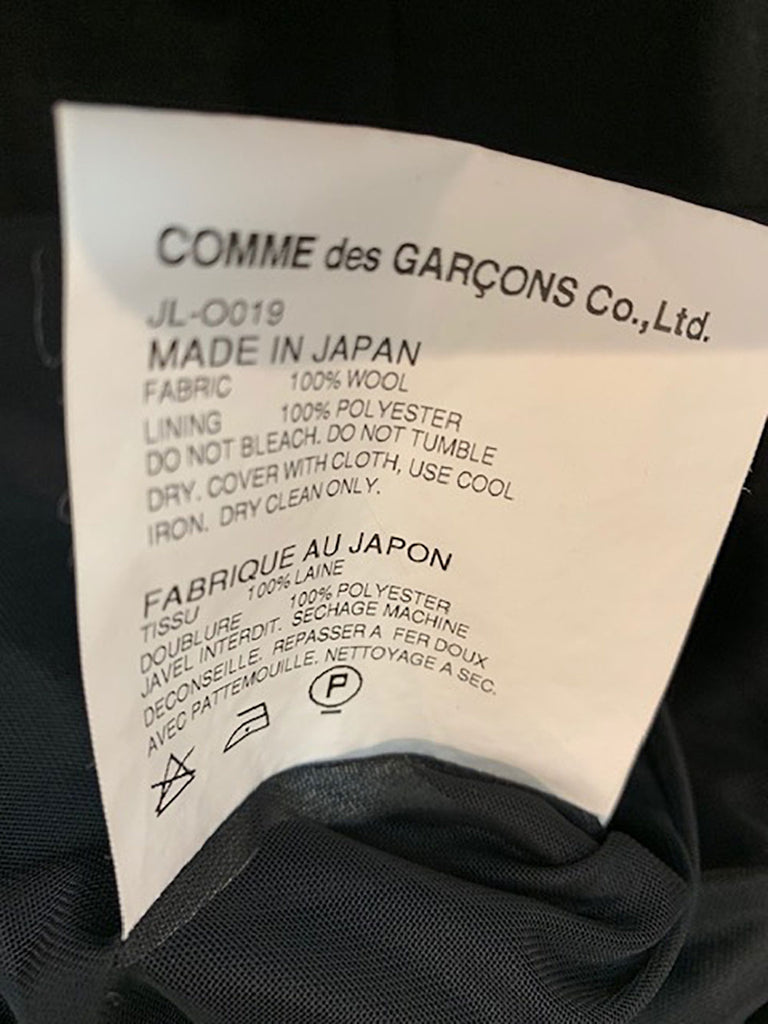 COMME des GARÇONS Co., Ltd.
JL-O019
MADE IN JAPAN
FABRIC 100% WOOL
LINING 100% POLYESTER
DO NOT BLEACH. DO NOT TUMBLE
DRY. COVER WITH CLOTH, USE COOL
IRON. DRY CLEAN ONLY.
FABRIQUE AU JAPON
TISSU 100% LAINE
DOUBLURE 100% POLYESTER
JAVEL INTERDIT. SECHAGE MACHINE
DECONSEILLE. REPASSER A FER DOUX
AVEC PATTEMOUILLE. NETTOYAGE A SEC.
P